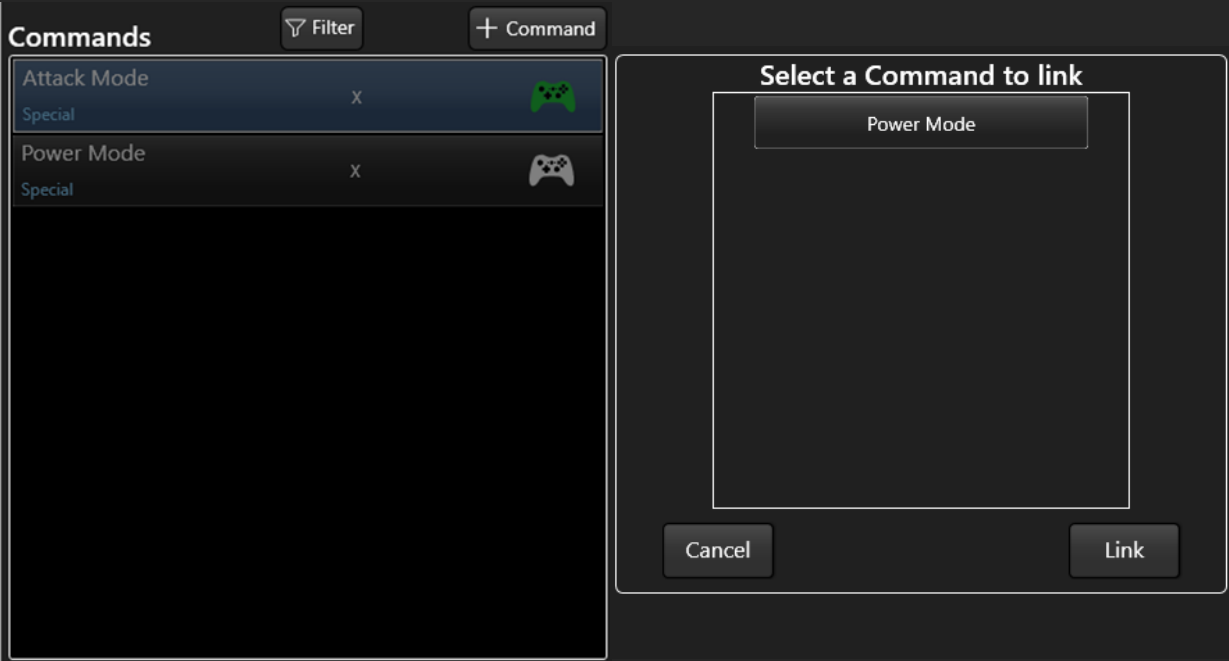 Commands
Filter
Command
Attack Mode
x
Special
Power Mode
x
Special
Select a Command to link
Power Mode
Cancel
Link